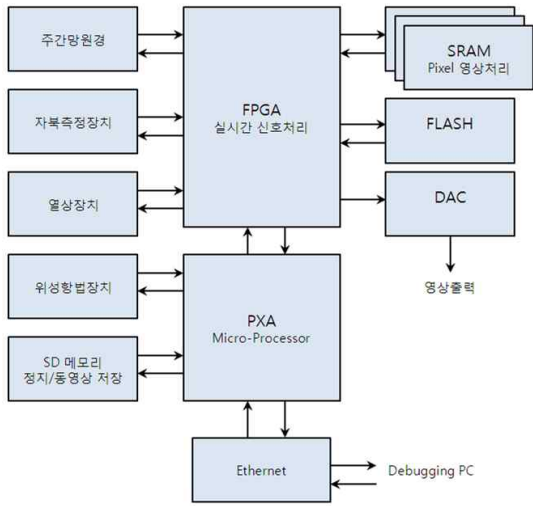 주간망원경
자북측정장치
열상장치
위성항법장치
SD 메모리
정지/동영상 저장
FPGA
실시간 신호처리
PXA
Micro-Processor
Ethernet
SRAM
Pixel 영상처리
FLASH
DAC
영상출력
Debugging PC